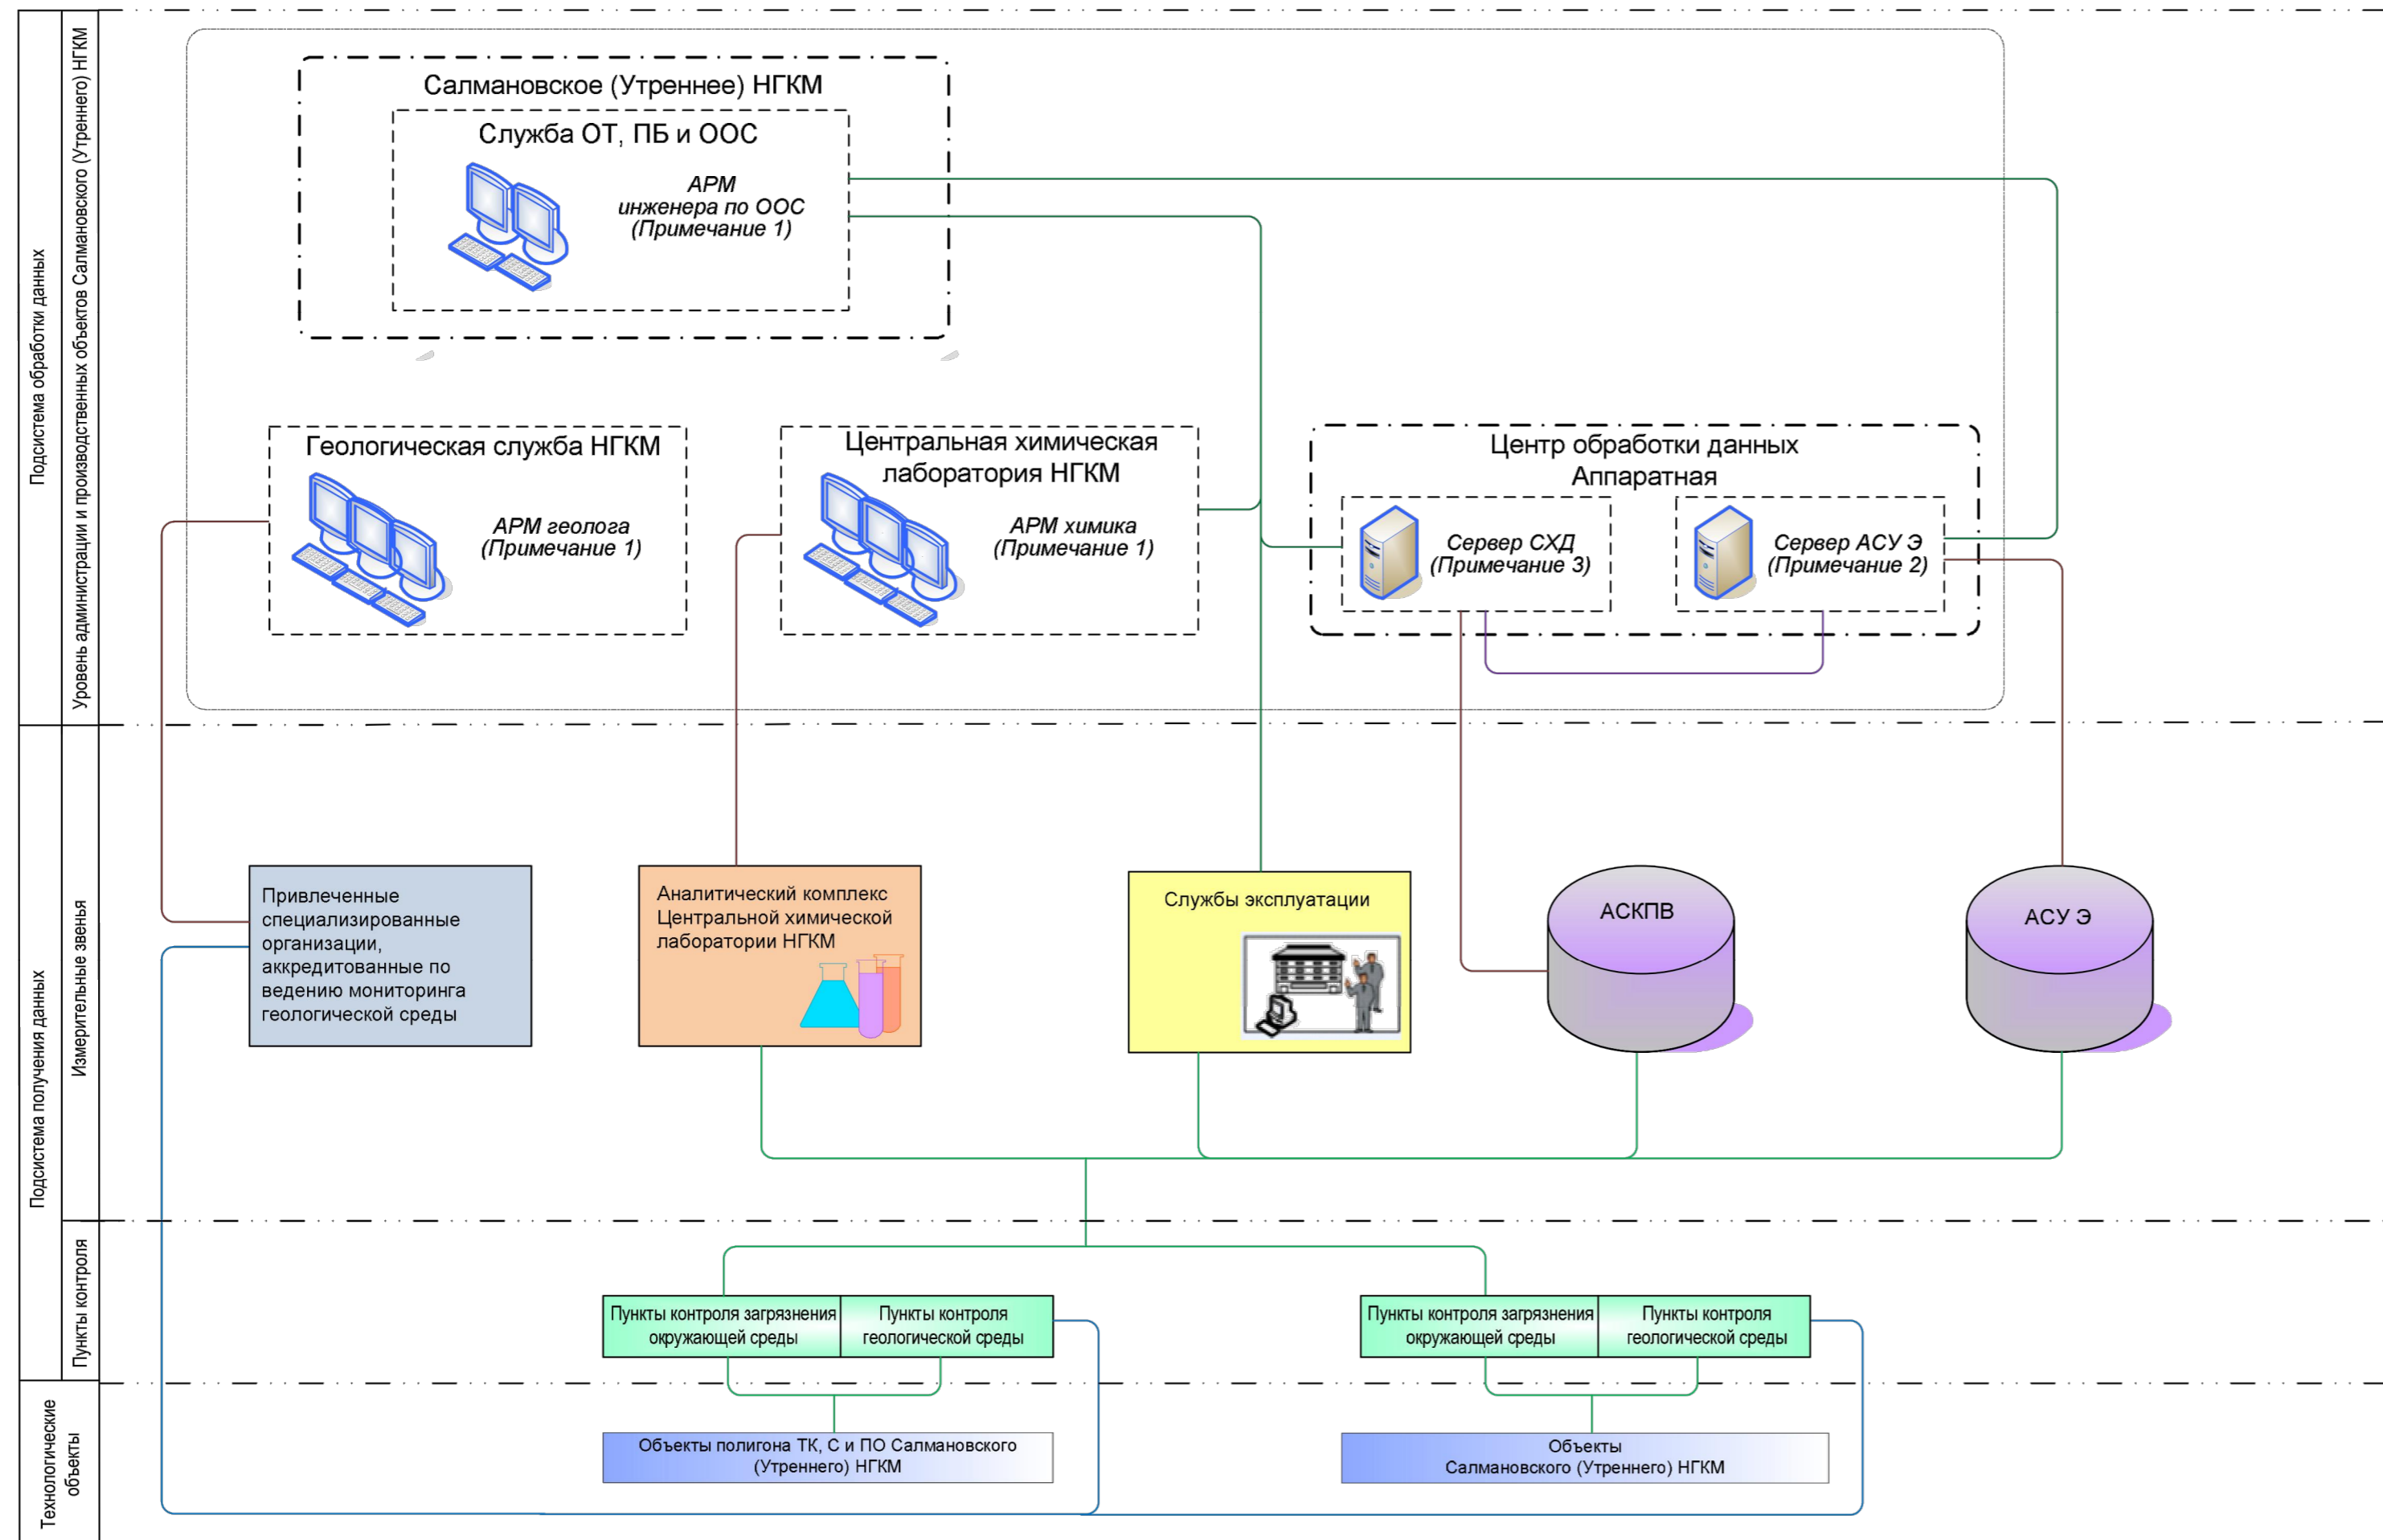 Подсистема обработки данных
Уровень администрации и производственных объектов Салмановского (Утреннего) НГКМ
Салмановское (Утреннее) НГКМ
Служба ОТ, ПБ и ООС
АРМ
инженера по ООС
(Примечание 1)
Геологическая служба НГКМ
АРМ геолога
(Примечание 1)
Центральная химическая
лаборатория НГКМ
АРМ химика
(Примечание 1)
Центр обработки данных
Аппаратная
Сервер СХД
(Примечание 3)
Сервер АСУ Э
(Примечание 2)
Подсистема получения данных
Измерительные звенья
Привлеченные
специализированные
организации,
аккредитованные по
ведению мониторинга
геологической среды
Аналитический комплекс
Центральной химической
лаборатории НГКМ
Службы эксплуатации
АСКПВ
АСУ Э
Пункты контроля
Пункты контроля загрязнения
окружающей среды
Пункты контроля
геологической среды
Пункты контроля загрязнения
окружающей среды
Пункты контроля
геологической среды
Технологические
объекты
Объекты полигона ТК, С и ПО Салмановского
(Утреннего) НГКМ
Объекты
Салмановского (Утреннего) НГКМ